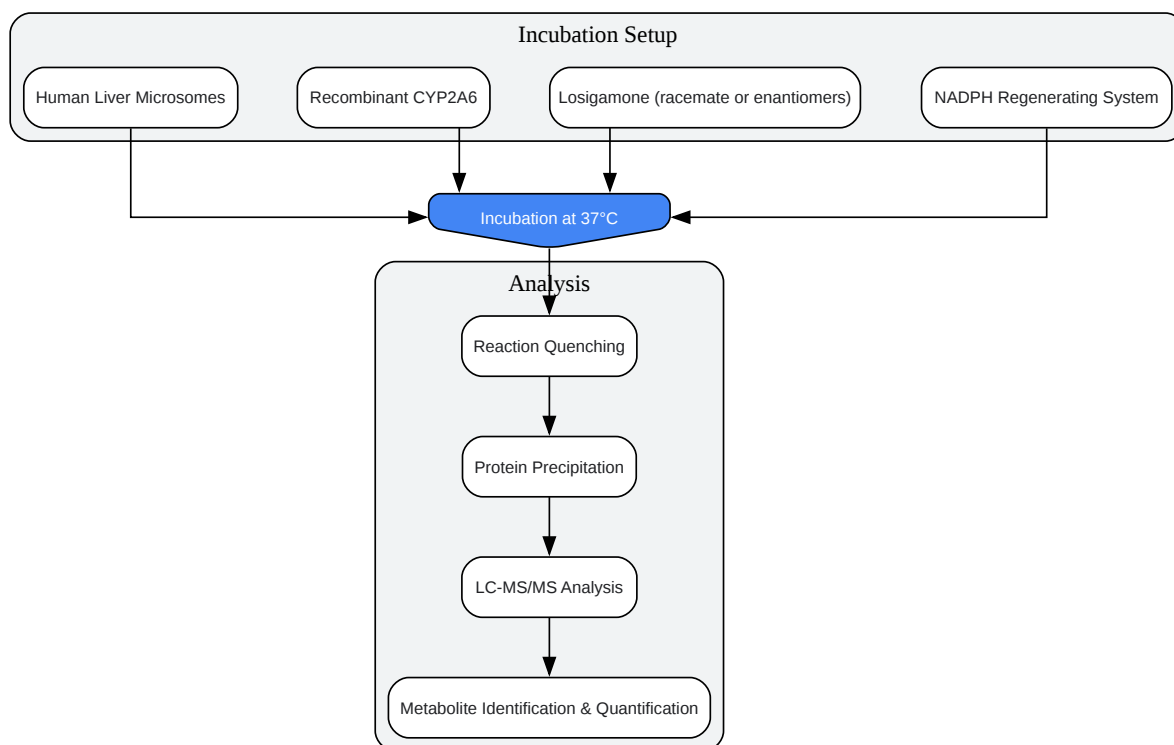 Incubation Setup
Human Liver Microsomes
Recombinant CYP2A6
Losigamone (racemate or enantiomers)
NADPH Regenerating System
Incubation at 37°C
Analysis
Reaction Quenching
Protein Precipitation
LC-MS/MS Analysis
Metabolite Identification & Quantification